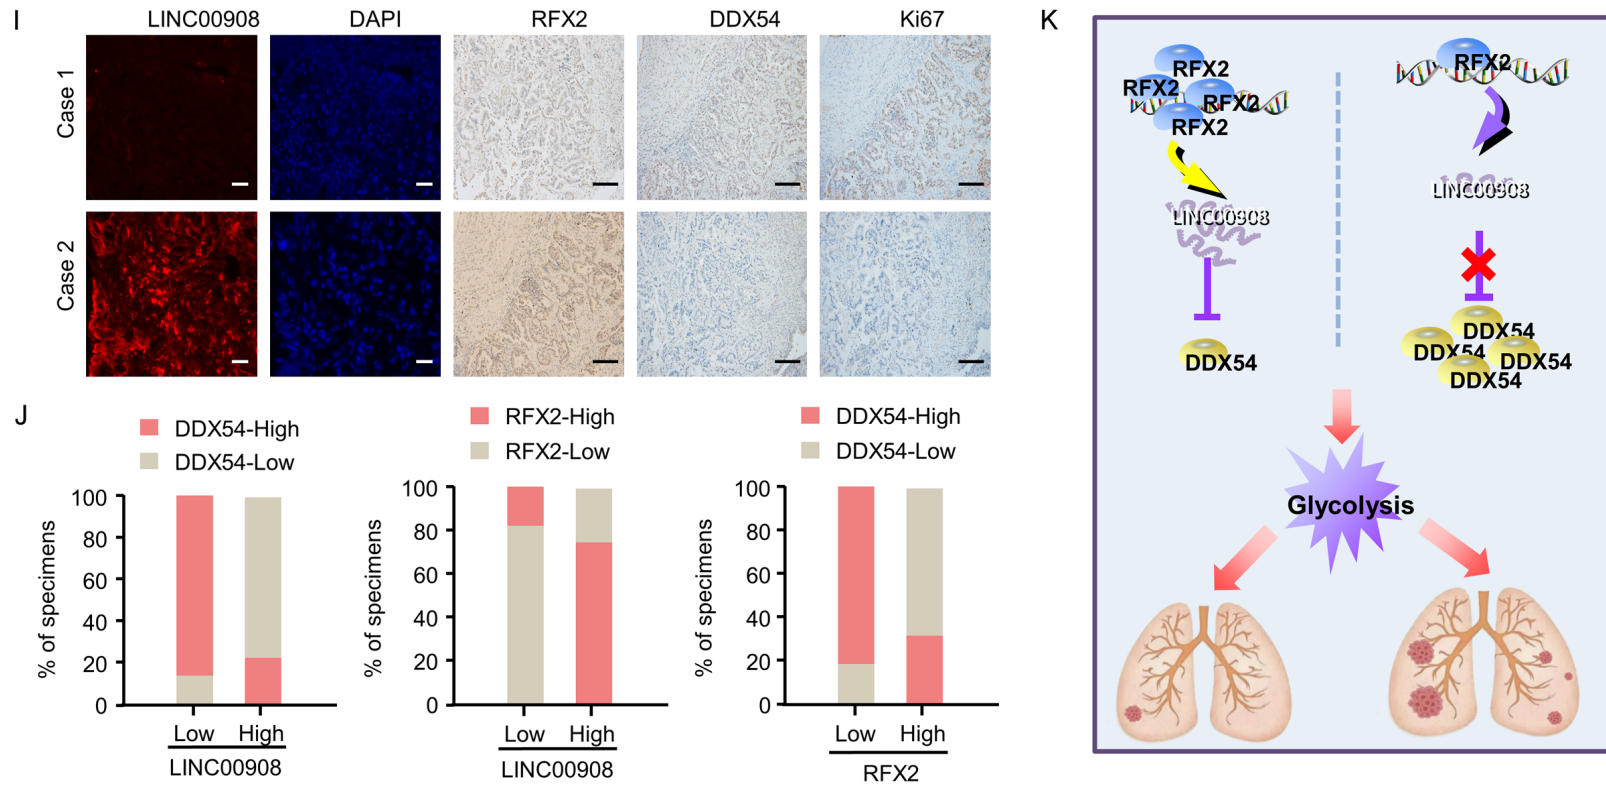 I
LINC00908 DAPI RFX2 DDX54 Ki67
Case 1
Case 2
J
DDX54-High
DDX54-Low
% of specimens
100
80
60
40
20
0
Low High
LINC00908
RFX2-High
RFX2-Low
% of specimens
100
80
60
40
20
0
Low High
LINC00908
DDX54-High
DDX54-Low
% of specimens
100
80
60
40
20
0
Low High
RFX2
K
RFX2
RFX2
RFX2
RFX2
LINC00908
DDX54
RFX2
LINC00908
DDX54
DDX54
DDX54
DDX54
Glycolysis